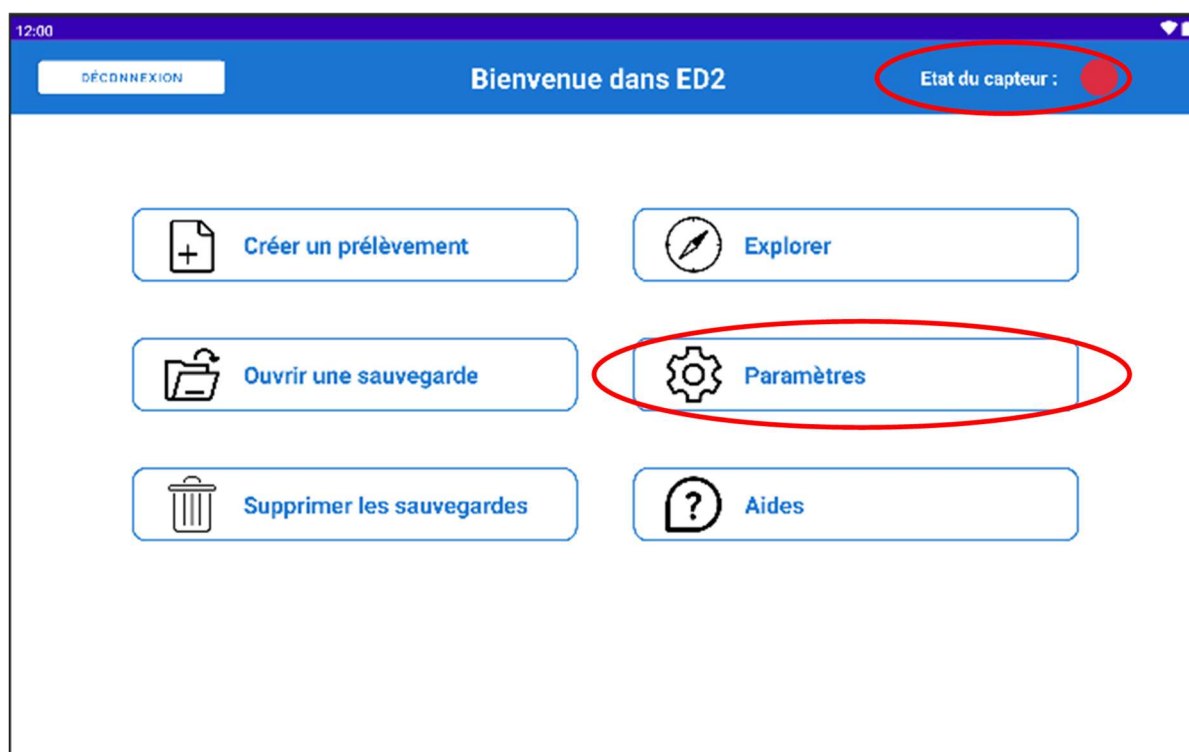 12:00
DÉCONNEXION
Bienvenue dans ED2
Etat du capteur :
Créer un prélèvement
Explorer
Ouvrir une sauvegarde
Paramètres
Supprimer les sauvegardes
Aides